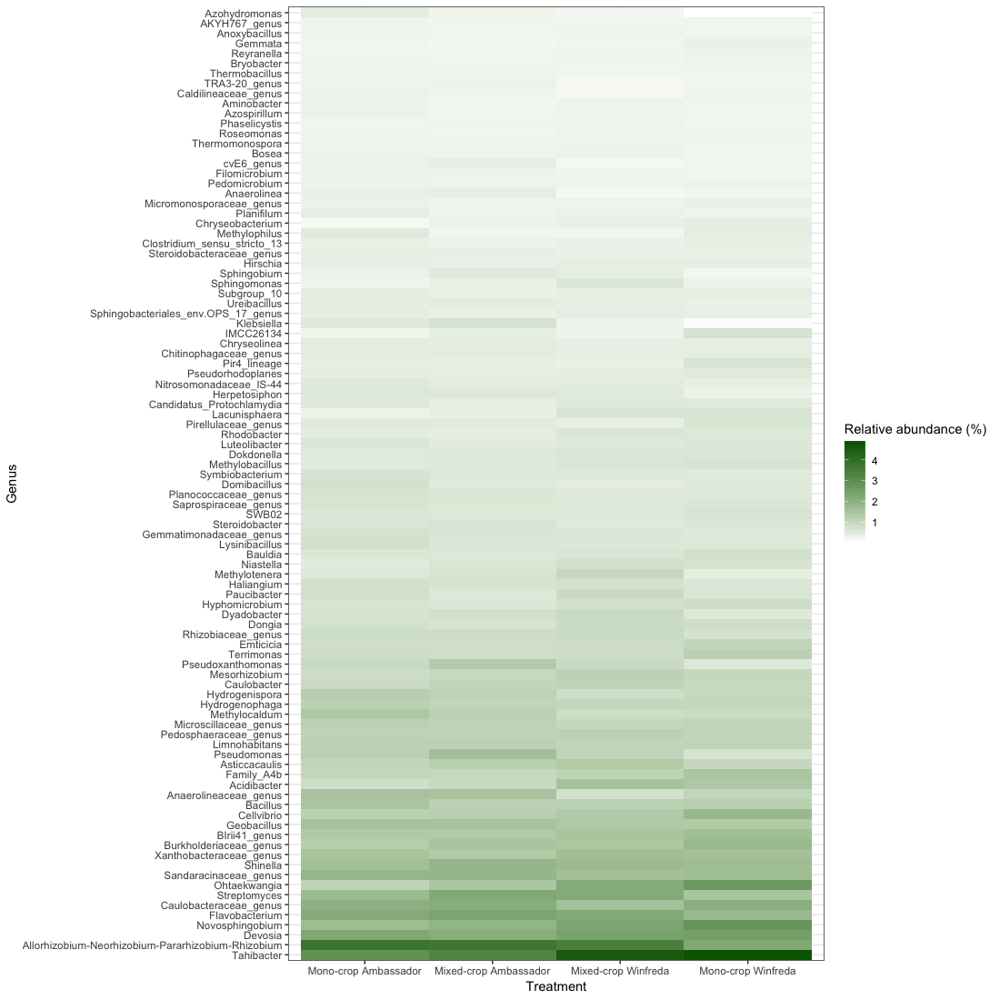 Azohydromonas
AKYH767_genus
Anoxybacillus
Gemmata
Reyranella
Bryobacter
Thermobacillus
TRA3-20_genus
Caldilineaceae_genus
Aminobacter
Azospirillum
Phaselicystis
Roseomonas
Thermomonospora
Bosea
cvE6_genus
Filomicrobium
Pedomicrobium
Anaerolinea
Micromonosporaceae_genus
Planifilum
Chryseobacterium
Methylophilus
Clostridium_sensu_stricto_13
Steroidobacteraceae_genus
Hirschia
Sphingobium
Sphingomonas
Subgroup_10
Ureibacillus
Sphingobacteriales_env.OPS_17_genus
Klebsiella
IMCC26134
Chryseolinea
Chitinophagaceae_genus
Pir4_lineage
Pseudorhodoplanes
Nitrosomonadaceae_IS-44
Herpetosiphon
Candidatus_Protochlamydia
Lacunisphaera
Pirellulaceae_genus
Rhodobacter
Luteolibacter
Dokdonella
Methylobacillus
Symbiobacterium
Domibacillus
Planococcaceae_genus
Saprospiraceae_genus
SWB02
Steroidobacter
Gemmatimonadaceae_genus
Lysinibacillus
Bauldia
Niastella
Methylotenera
Haliangium
Paucibacter
Hyphomicrobium
Dyadobacter
Dongia
Rhizobiaceae_genus
Emticicia
Terrimonas
Pseudoxanthomonas
Mesorhizobium
Caulobacter
Hydrogenispora
Hydrogenophaga
Methylocaldum
Microscillaceae_genus
Pedosphaeraceae_genus
Limnohabitans
Pseudomonas
Asticcacaulis
Family_A4b
Acidibacter
Anaerolineaceae_genus
Bacillus
Cellvibrio
Geobacillus
BIrii41_genus
Burkholderiaceae_genus
Xanthobacteraceae_genus
Shinella
Sandaracinaceae_genus
Ohtaekwangia
Streptomyces
Caulobacteraceae_genus
Flavobacterium
Novosphingobium
Devosia
Allorhizobium-Neorhizobium-Pararhizobium-Rhizobium
Tahibacter
Genus
Mono-crop Ambassador Mixed-crop Ambassador Mixed-crop Winfreda Mono-crop Winfreda
Treatment
Relative abundance (%)
4
3
2
1